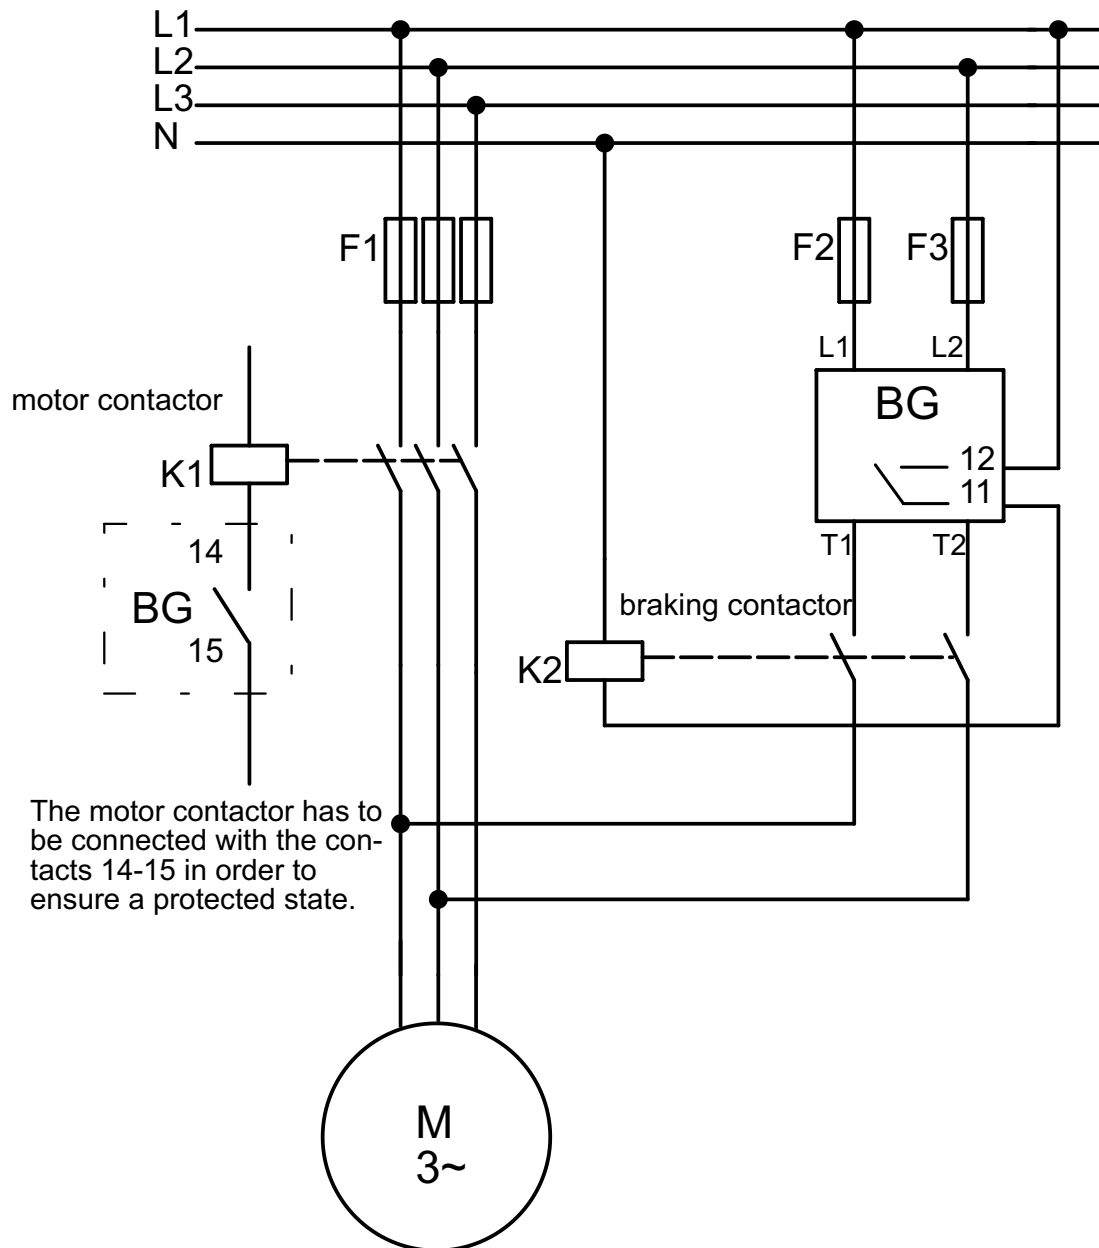 L1
L2
L3
N
F1
F2
F3
L1
L2
BG
motor contactor
12
K1
11
T1
T2
14
BG
15
braking contactor
K2
The motor contactor has to
be connected with the con-
tacts 14-15 in order to
ensure a protected state.
M
3~